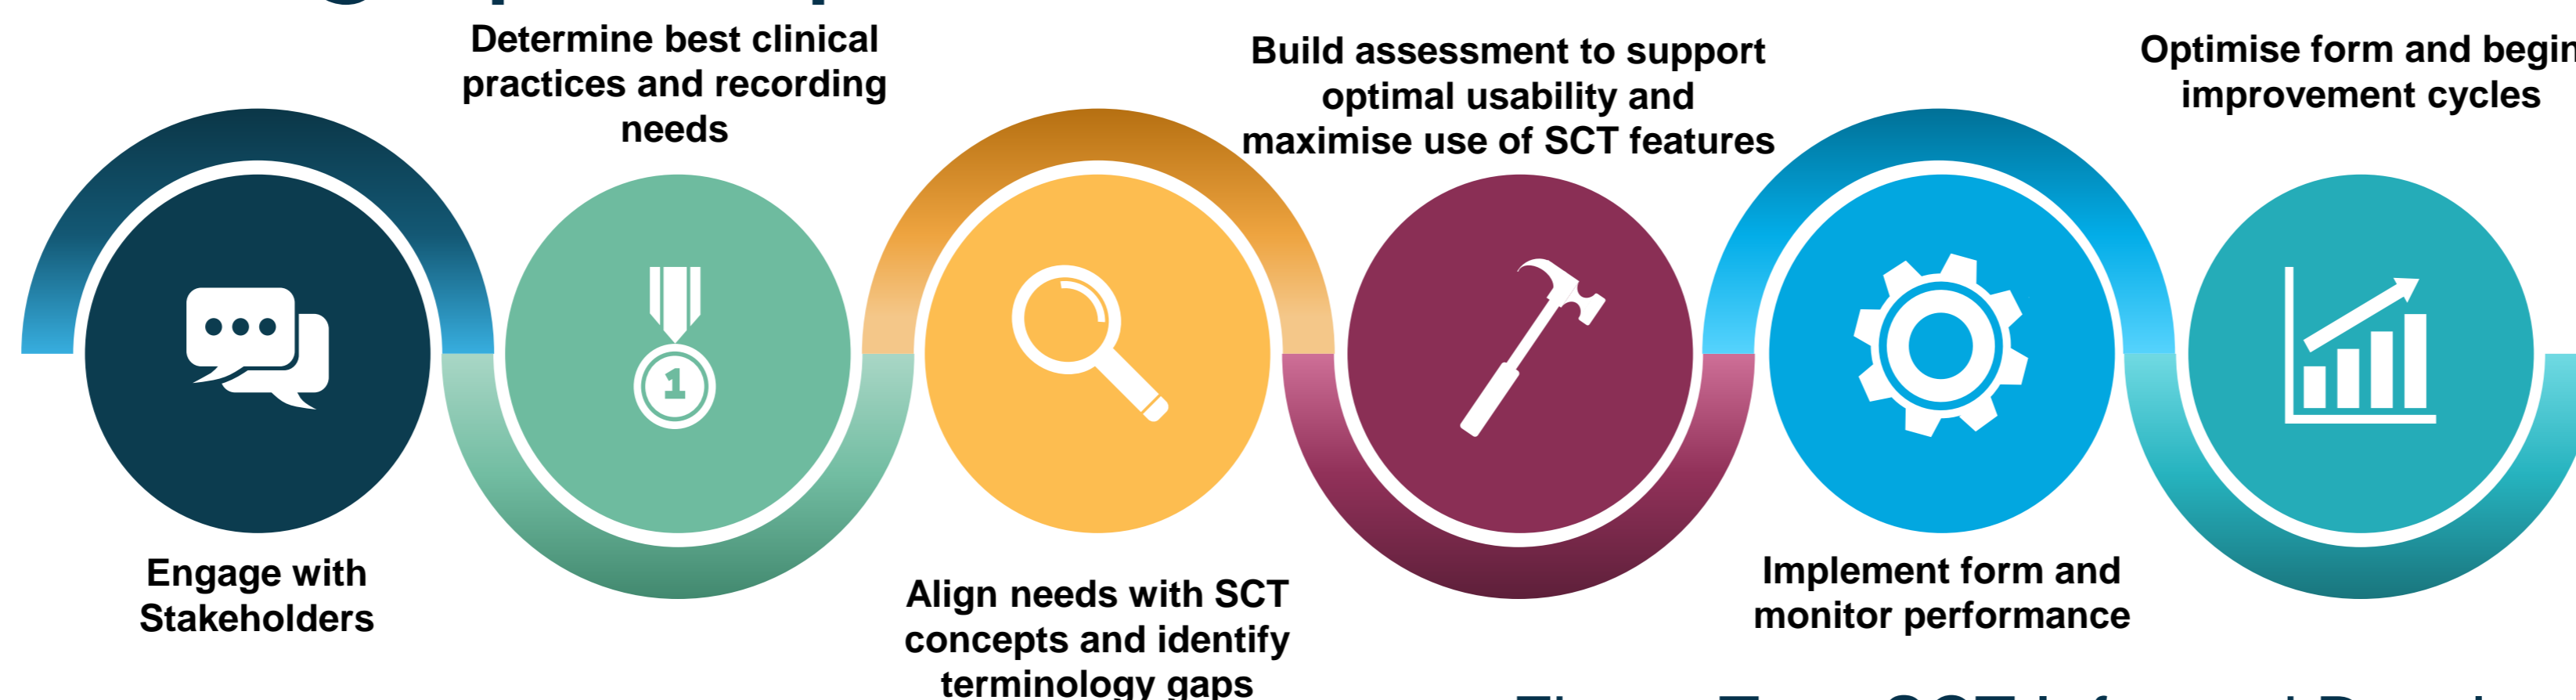 Engage with
Stakeholders
Determine best clinical
practices and recording
needs
1
Align needs with SCT
concepts and identify
terminology gaps
Build assessment to support
optimal usability and
maximise use of SCT features
Implement form and
monitor performance
Optimise form and begin
improvement cycles